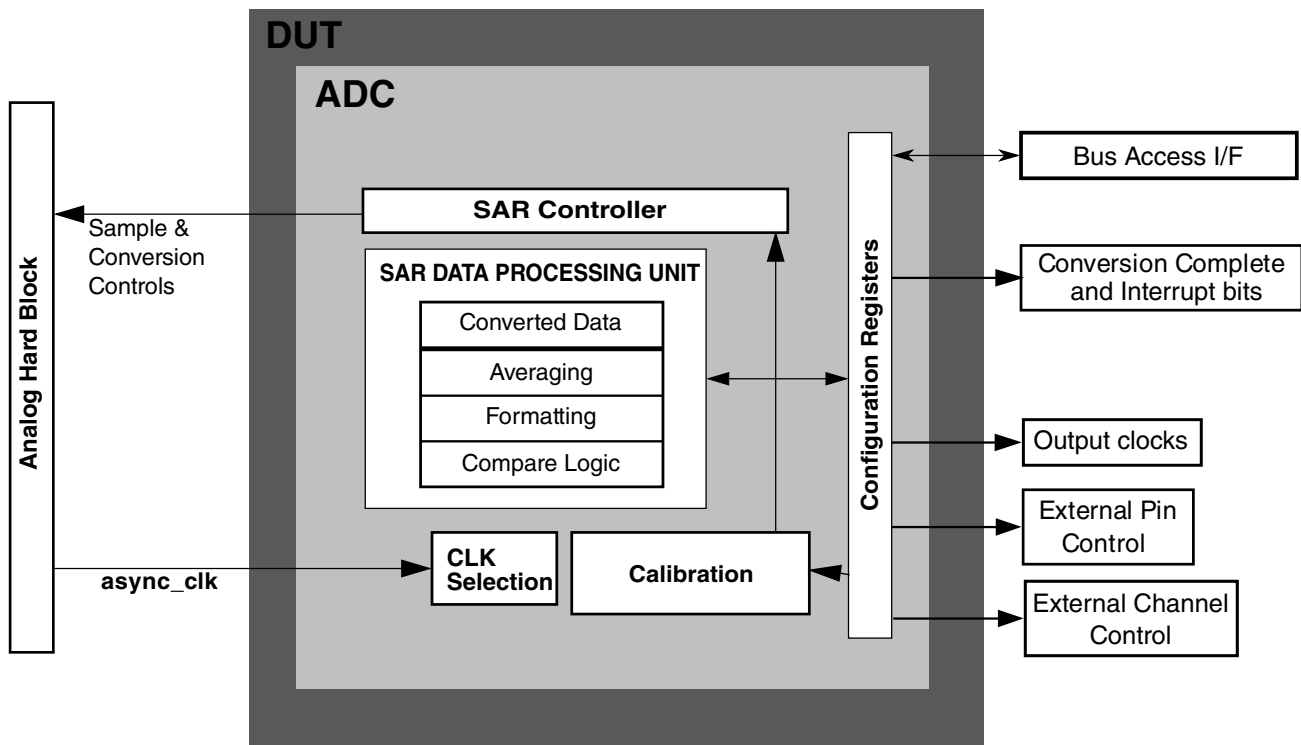 DUT
ADC
Analog Hard Block
Sample &
Conversion
Controls
SAR Controller
SAR DATA PROCESSING UNIT
Converted Data
Averaging
Formatting
Compare Logic
async_clk
CLK
Selection
Calibration
Configuration Registers
Bus Access I/F
Conversion Complete
and Interrupt bits
Output clocks
External Pin
Control
External Channel
Control